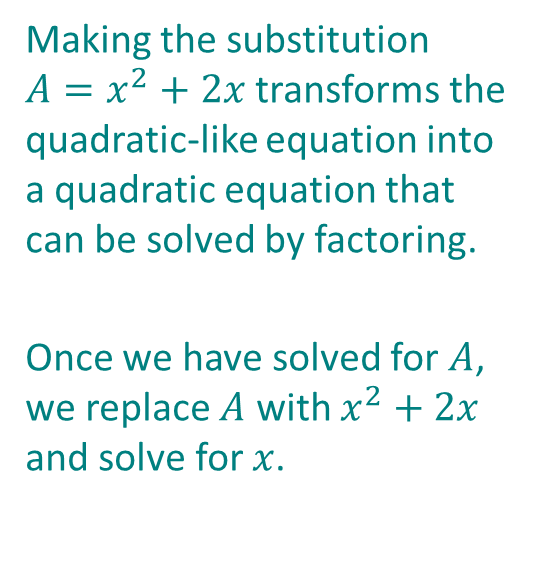 Making the substitution
A = x² + 2x transforms the
quadratic-like equation into
a quadratic equation that
can be solved by factoring.
Once we have solved for A,
we replace A with x² + 2x
and solve for x.